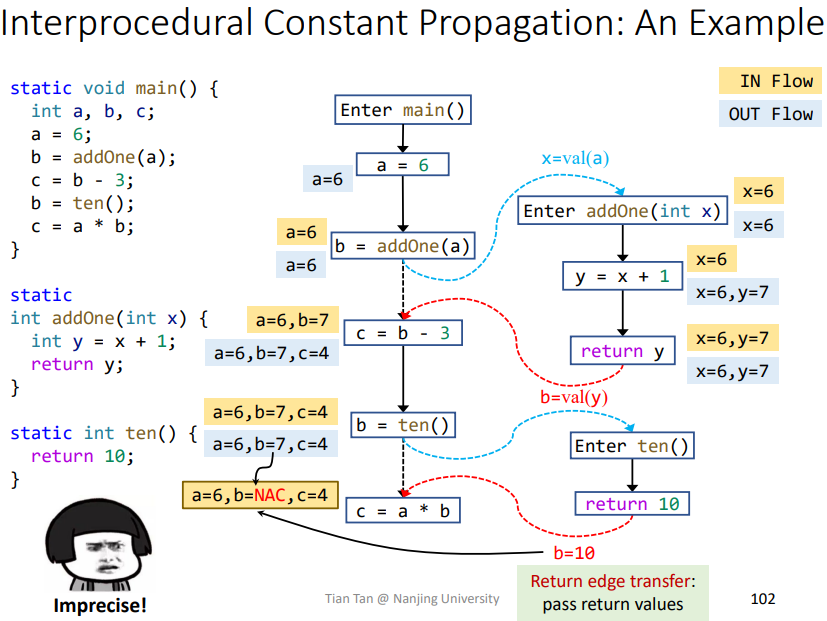 Interprocedural Constant Propagation: An Example
static void main() {
int a, b, c;
a = 6;
b = addOne(a);
c = b - 3;
b = ten();
c = a * b;
}
static
int addOne(int x) {
int y = x + 1;
return y;
}
static int ten() {
return 10;
}
Imprecise!
IN Flow
OUT Flow
Enter main()
a = 6
a=6
a=6
b = addOne(a)
a=6
a=6,b=7
c = b - 3
a=6,b=7,c=4
a=6,b=7,c=4
b = ten()
a=6,b=7,c=4
a=6,b=NAC,c=4
c = a * b
x=val(a)
Enter addOne(int x)
x=6
x=6
y = x + 1
x=6
x=6,y=7
return y
x=6,y=7
x=6,y=7
b=val(y)
Enter ten()
return 10
b=10
Return edge transfer:
pass return values
Tian Tan @ Nanjing University
102